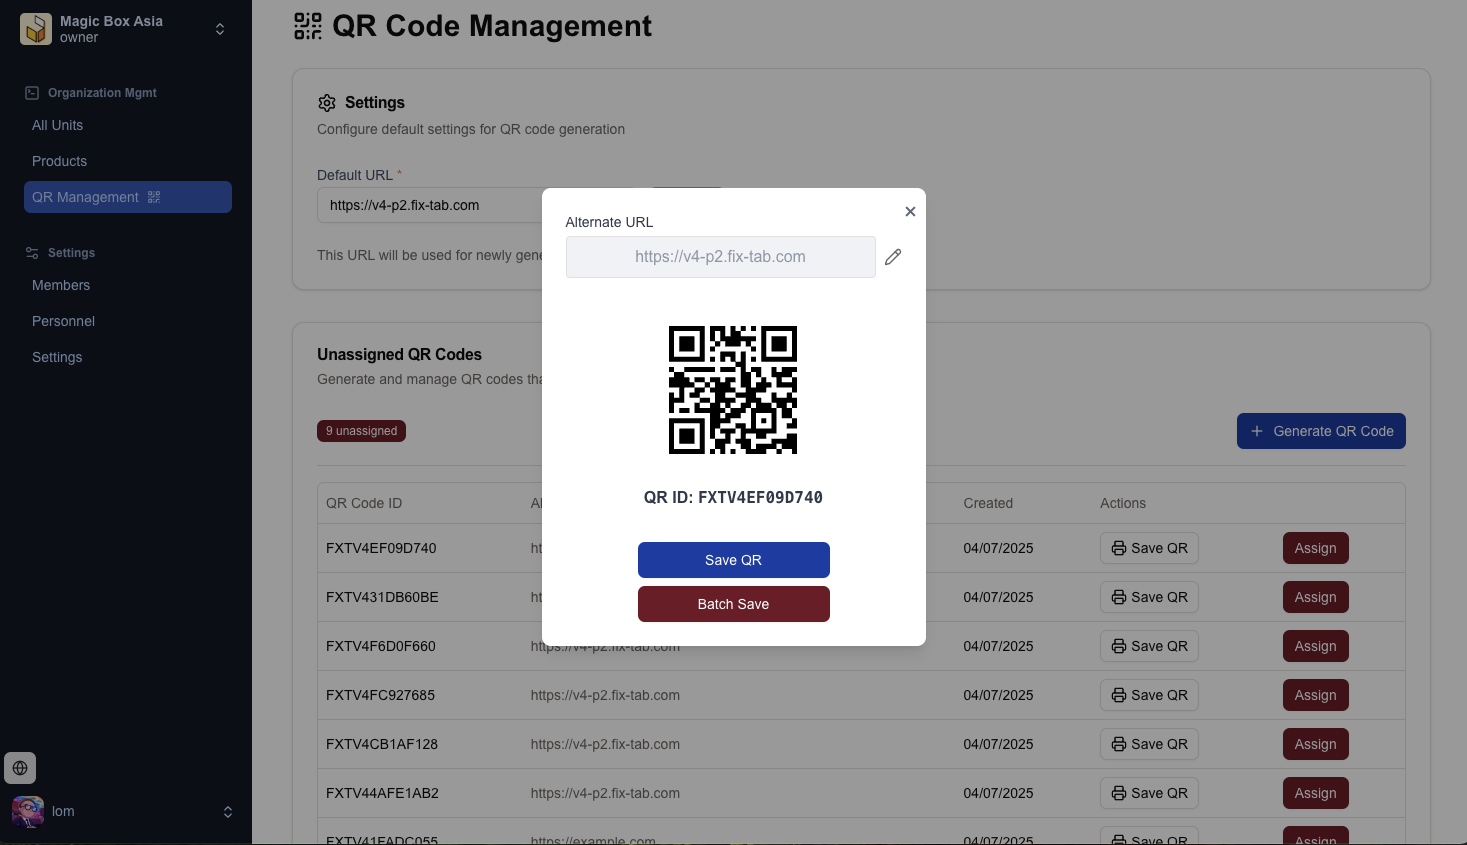 Magic Box Asia
owner
Organization Mgmt
All Units
Products
QR Management
Settings
Members
Personnel
Settings
lom
QR Code Management
Settings
Configure default settings for QR code generation
Default URL *
https://v4-p2.fix-tab.com
This URL will be used for newly gene
Unassigned QR Codes
Generate and manage QR codes tha
9 unassigned
+ Generate QR Code
Alternate URL
https://v4-p2.fix-tab.com
QR ID: FXTV4EF09D740
Save QR
Batch Save
QR Code ID Al Created Actions
FXTV4EF09D740 ht 04/07/2025 Save QR Assign
FXTV431DB60BE ht 04/07/2025 Save QR Assign
FXTV4F6D0F660 https://v4-p2.fix-tab.com 04/07/2025 Save QR Assign
FXTV4FC927685 https://v4-p2.fix-tab.com 04/07/2025 Save QR Assign
FXTV4CB1AF128 https://v4-p2.fix-tab.com 04/07/2025 Save QR Assign
FXTV44AFE1AB2 https://v4-p2.fix-tab.com 04/07/2025 Save QR Assign
FXTV41FADC055 https://example.com 04/07/2025 Save QR Assign